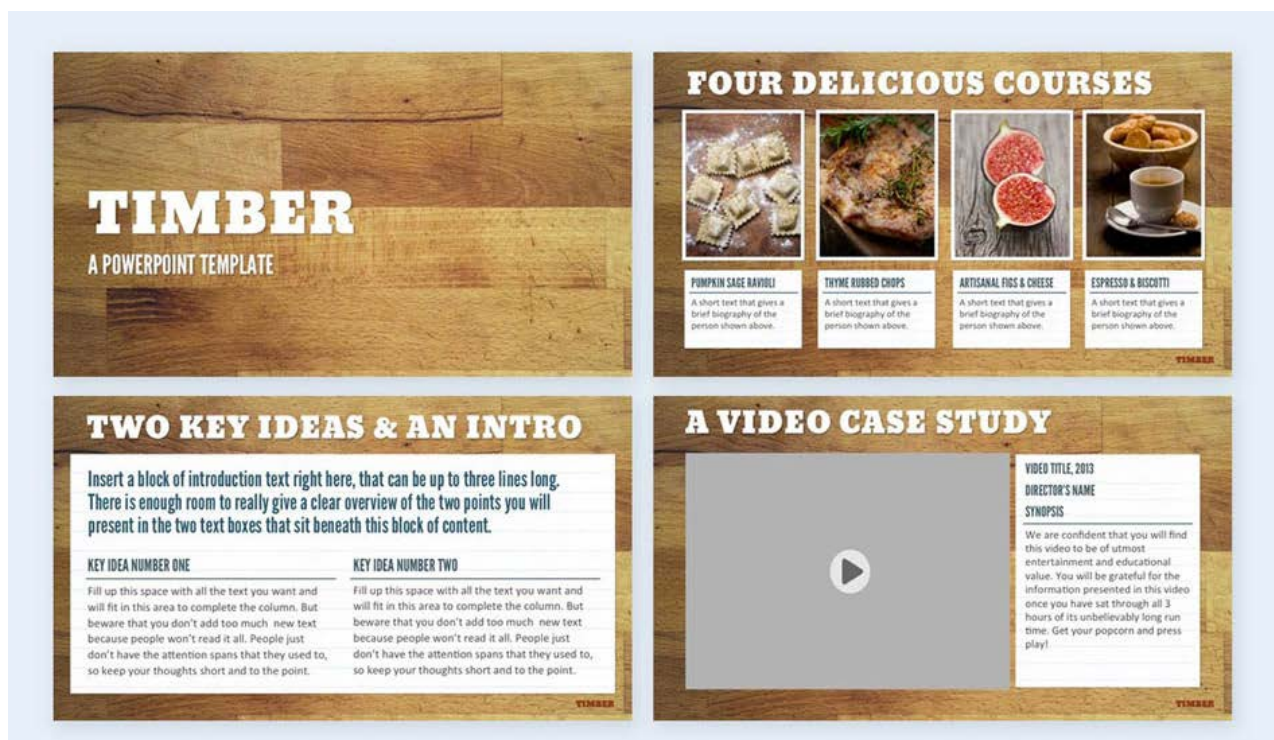 TIMBER
A POWERPOINT TEMPLATE
FOUR DELICIOUS COURSES
PUMPKIN SAGE RAVIOLI
A short text that gives a
brief biography of the
person shown above.
THYME RUBBED CHOPS
A short text that gives a
brief biography of the
person shown above.
ARTISANAL FIGS & CHEESE
A short text that gives a
brief biography of the
person shown above.
ESPRESSO & BISCOTTI
A short text that gives a
brief biography of the
person shown above.
TIMBER
TWO KEY IDEAS & AN INTRO
Insert a block of introduction text right here, that can be up to three lines long.
There is enough room to really give a clear overview of the two points you will
present in the two text boxes that sit beneath this block of content.
KEY IDEA NUMBER ONE
Fill up this space with all the text you want and
will fit in this area to complete the column. But
beware that you don't add too much new text
because people won't read it all. People just
don't have the attention spans that they used to,
so keep your thoughts short and to the point.
KEY IDEA NUMBER TWO
Fill up this space with all the text you want and
will fit in this area to complete the column. But
beware that you don't add too much new text
because people won't read it all. People just
don't have the attention spans that they used to,
so keep your thoughts short and to the point.
TIMBER
A VIDEO CASE STUDY
VIDEO TITLE, 2013
DIRECTOR'S NAME
SYNOPSIS
We are confident that you will find
this video to be of utmost
entertainment and educational
value. You will be grateful for the
information presented in this video
once you have sat through all 3
hours of its unbelievably long run
time. Get your popcorn and press
play!
TIMBER